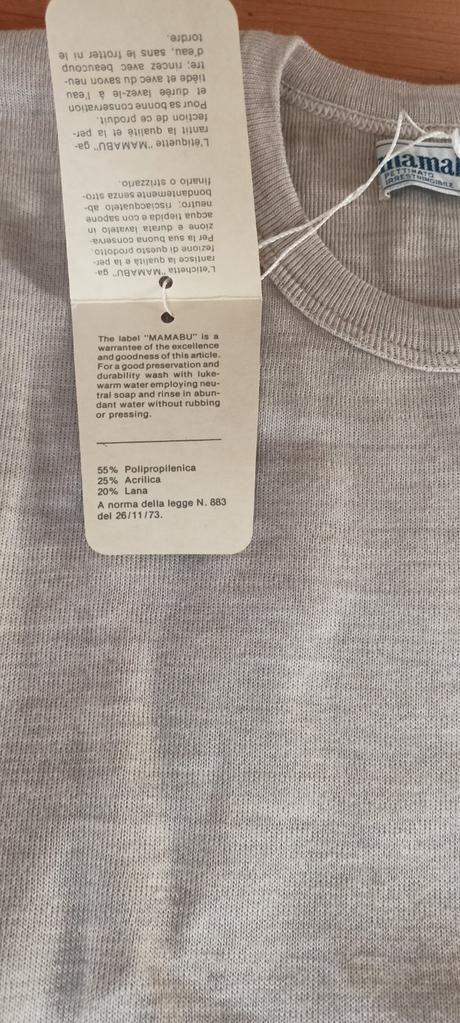 L'etichetta "MAMABU" ga-
rantisce la qualità e la per-
fezione di questo prodotto.
Per la sua buona conserva-
zione e durata lavatelo in
acqua tiepida con sapone
neutro; risciacquatelo ab-
bondantemente senza stro-
finarlo o strizzarlo.
L'étiquette "MAMABU" ga-
rantit la qualité et la per-
fection de ce produit.
Pour sa bonne conservation
et durée lavez-le à l'eau
tiède et avec du savon neu-
tre; rincez avec beaucoup
d'eau, sans le frotter ni le
tordre.
The label "MAMABU" is a
warrantee of the excellence
and goodness of this article.
For a good preservation and
durability wash with luke-
warm water employing neu-
tral soap and rinse in abun-
dant water without rubbing
or pressing.
55% Polipropilenica
25% Acrilica
20% Lana
A norma della legge N. 883
del 26/11/73.
mamal
PETTINATO
IRRESTRINGIBILE